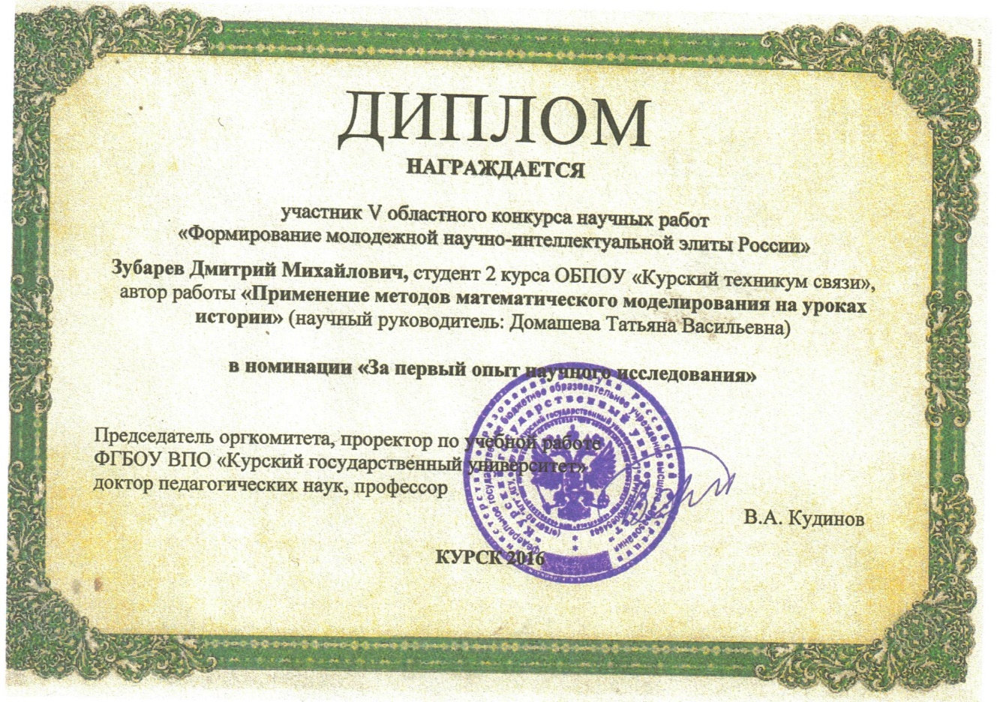 ДИПЛОМ
НАГРАЖДАЕТСЯ
участник V областного конкурса научных работ
«Формирование молодежной научно-интеллектуальной элиты России»
Зубарев Дмитрий Михайлович, студент 2 курса ОБПОУ «Курский техникум связи»,
автор работы «Применение методов математического моделирования на уроках
истории» (научный руководитель: Домашева Татьяна Васильевна)
в номинации «За первый опыт научного исследования»
Председатель оргкомитета, проректор по учебной работе
ФГБОУ ВПО «Курский государственный университет»
доктор педагогических наук, профессор
В.А. Кудинов
КУРСК 2016